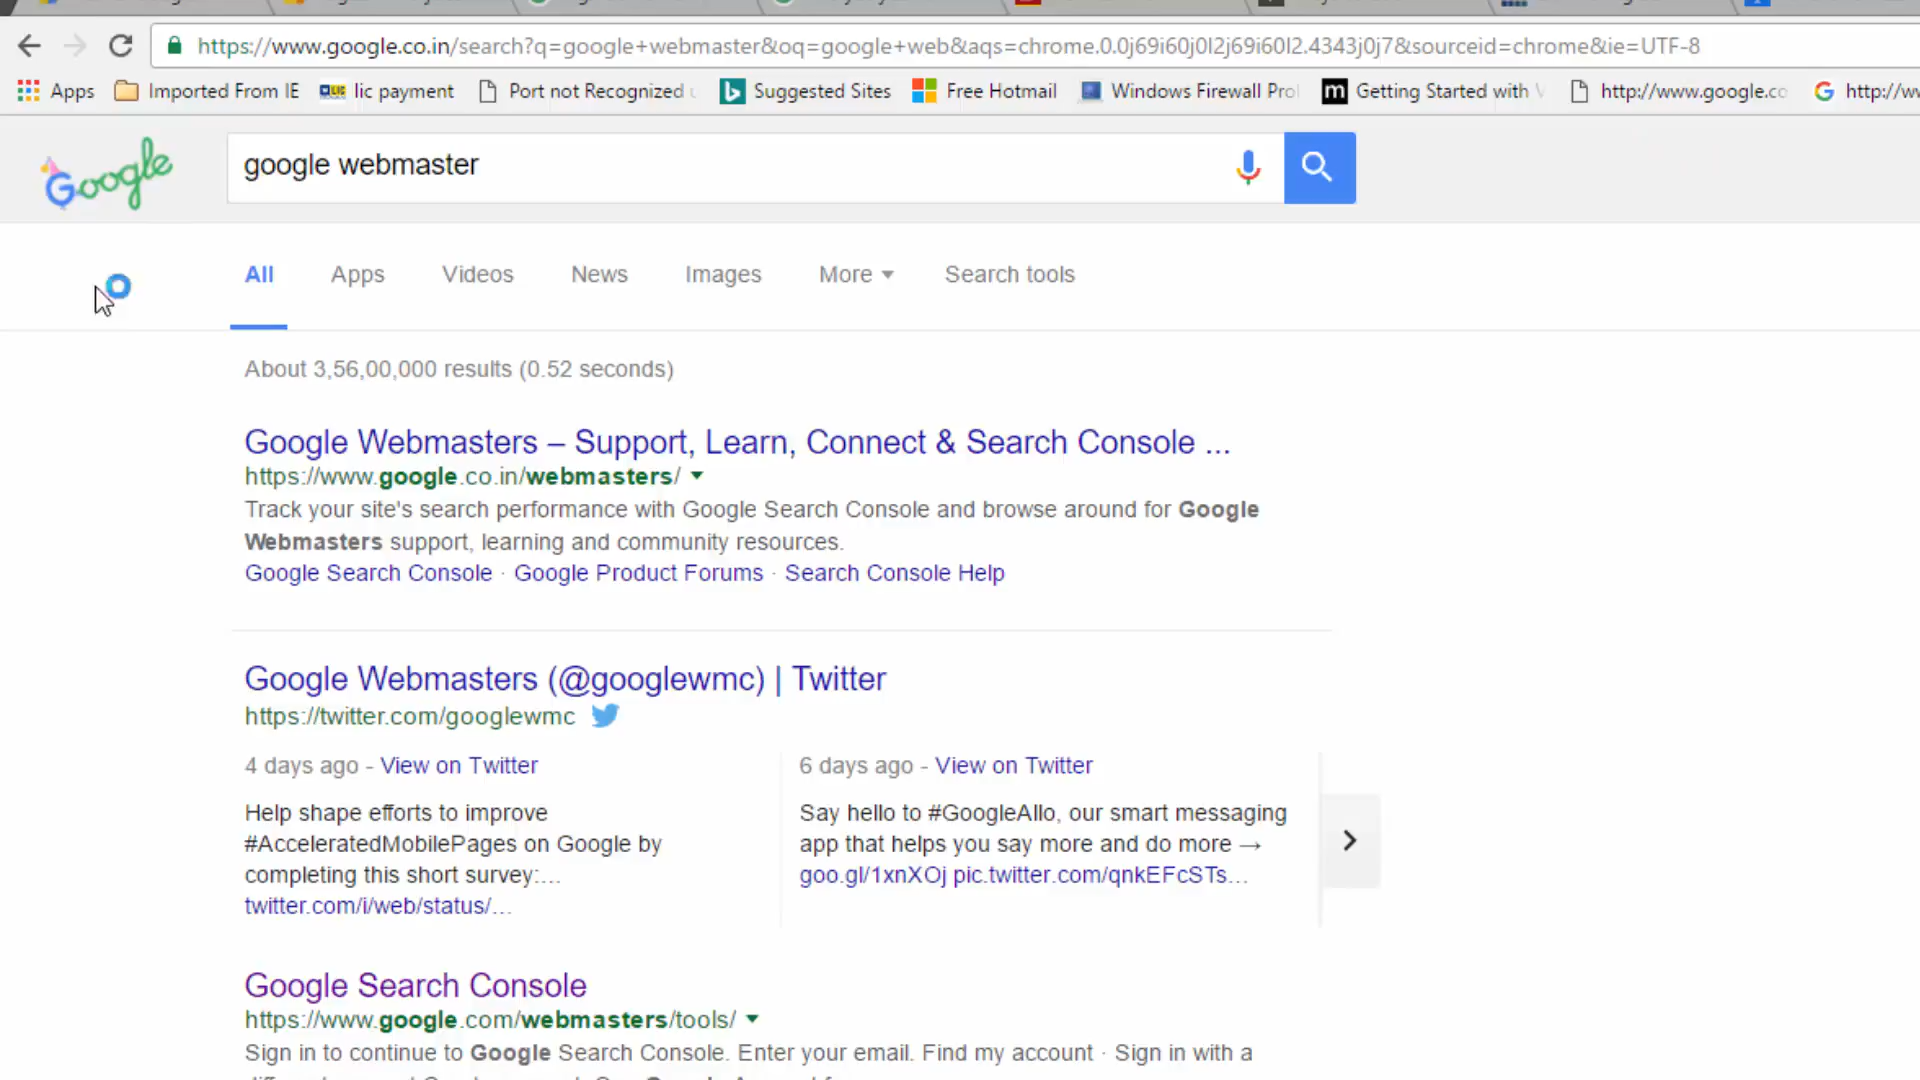 https://www.google.co.in/search?q=google+webmaster&oq=google+web&aqs=chrome.0.0j69i60j0l2j69i60l2.4343j0j7&sourceid=chrome&ie=UTF-8
Apps Imported From IE lic payment Port not Recognized Suggested Sites Free Hotmail Windows Firewall Pro Getting Started with http://www.google.co
Google google webmaster
All Apps Videos News Images More Search tools
About 3,56,00,000 results (0.52 seconds)
Google Webmasters – Support, Learn, Connect & Search Console ...
https://www.google.co.in/webmasters/
Track your site's search performance with Google Search Console and browse around for Google
Webmasters support, learning and community resources.
Google Search Console · Google Product Forums · Search Console Help
Google Webmasters (@googlewmc) | Twitter
https://twitter.com/googlewmc
4 days ago - View on Twitter
Help shape efforts to improve
#AcceleratedMobilePages on Google by
completing this short survey:...
twitter.com/i/web/status/...
6 days ago - View on Twitter
Say hello to #GoogleAllo, our smart messaging
app that helps you say more and do more →
goo.gl/1xnXOj pic.twitter.com/qnkEFcSTs...
Google Search Console
https://www.google.com/webmasters/tools/
Sign in to continue to Google Search Console. Enter your email. Find my account · Sign in with a